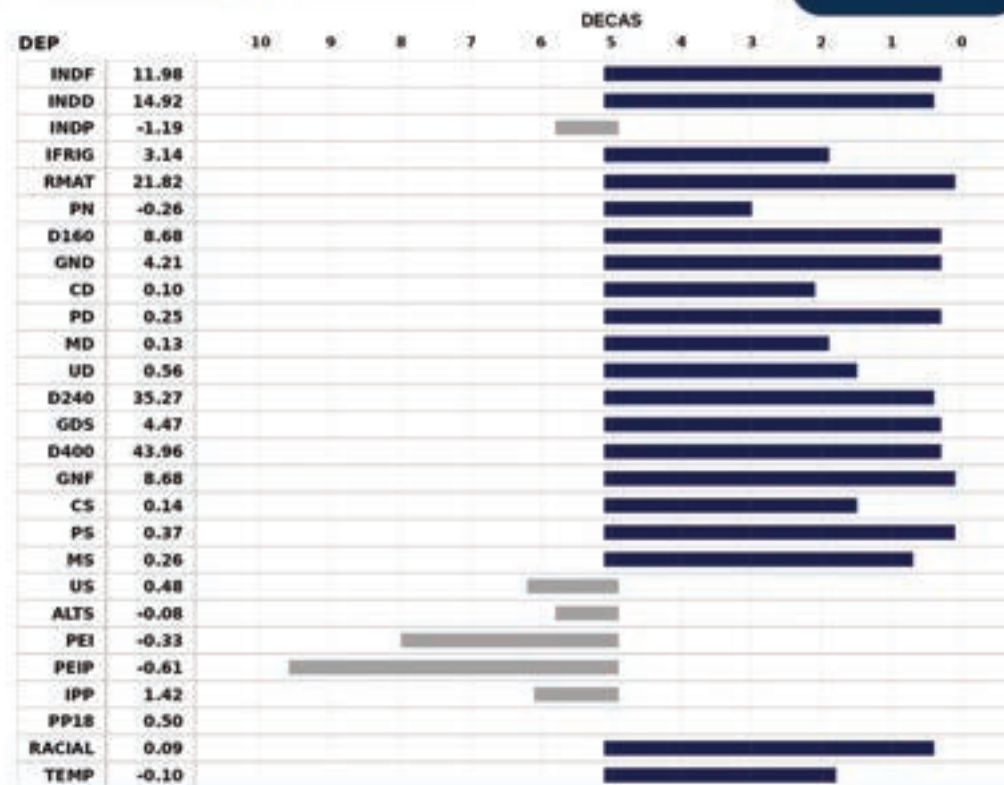 DECAS
DEP 10 9 8 7 6 5 4 3 2 1 0
INDF 11.98
INDD 14.92
INDP -1.19
IFRIG 3.14
RMAT 21.82
PN -0.26
D160 8.68
GND 4.21
CD 0.10
PD 0.25
MD 0.13
UD 0.56
D240 35.27
GDS 4.47
D400 43.96
GNF 8.68
CS 0.14
PS 0.37
MS 0.26
US 0.48
ALTS -0.08
PEI -0.33
PEIP -0.61
IPP 1.42
PP18 0.50
RACIAL 0.09
TEMP -0.10